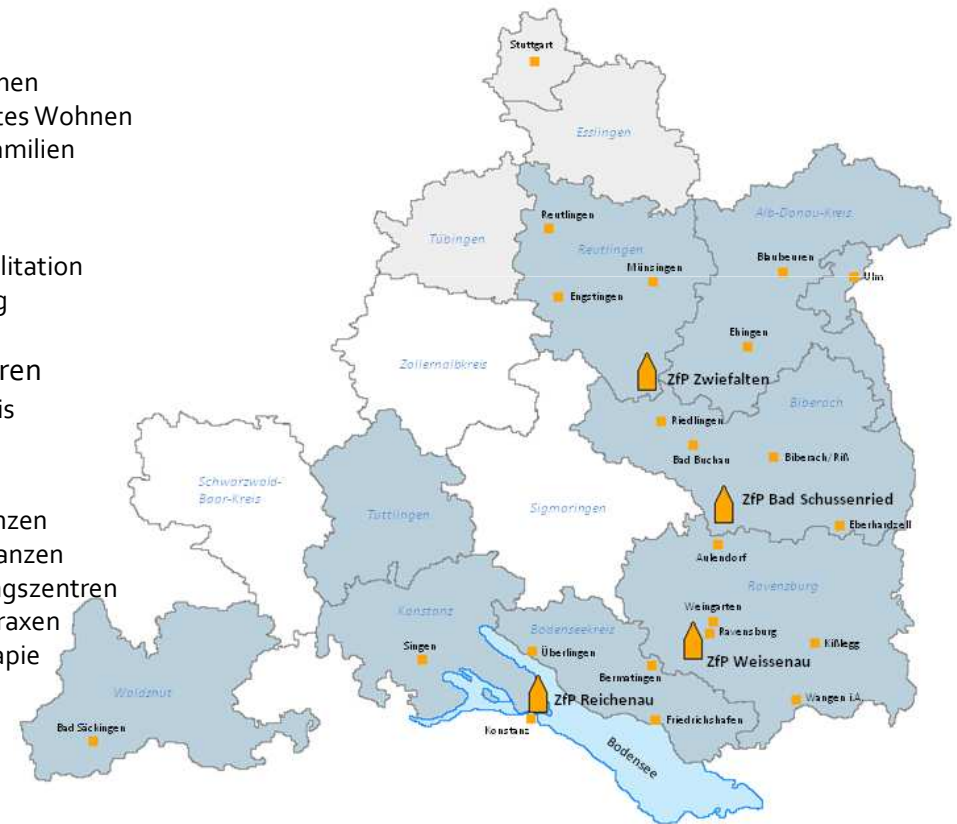 nen
tes Wohnen
amilien
litation
g
ren
is
nzen
anzen
ngszentren
raxen
apie
Stuttgart
Esslingen
Tübingen
Reutlingen
Reutlingen
Münsingen
Engstingen
Alb-Donau-Kreis
Blaubeuren
Ulm
Ehingen
Zollernalbkreis
ZfP Zwiefalten
Biberach
Riedlingen
Bad Buchau
Biberach/Riß
Schwarzwald-
Baar-Kreis
Tuttlingen
Sigmaringen
ZfP Bad Schussenried
Eberhardzell
Aulendorf
Ravensburg
Weingarten
Ravensburg
Kißlegg
ZfP Weissenau
Konstanz
Singen
Bodenseekreis
Überlingen
Bermatingen
Wangen i.A.
ZfP Reichenau
Konstanz
Friedrichshafen
Bodensee
Waldshut
Bad Säckingen